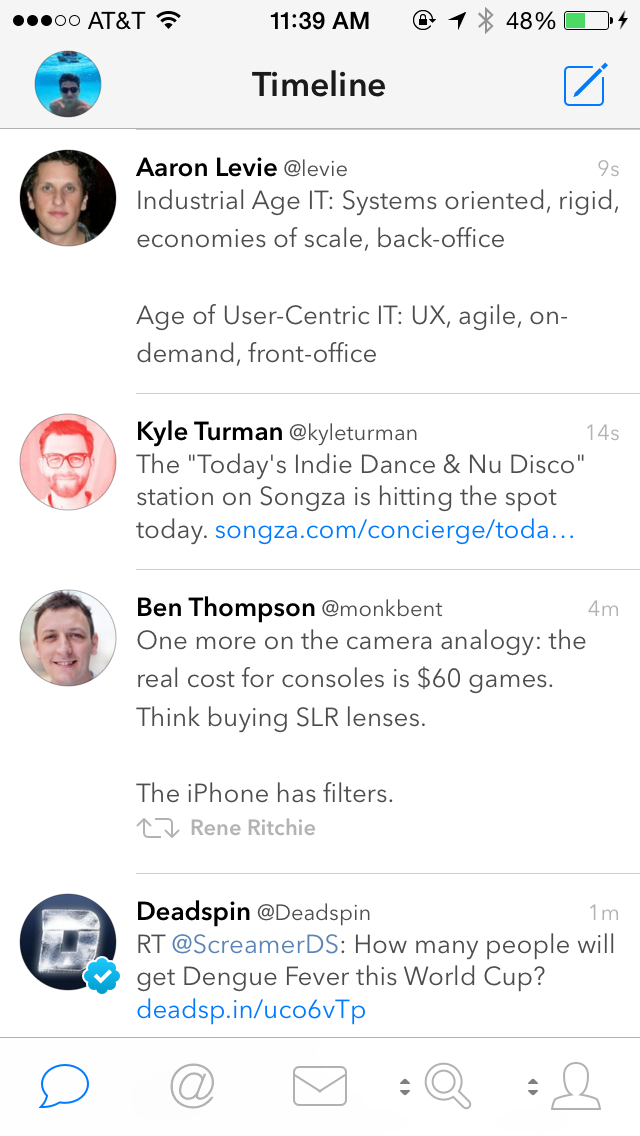 AT&T 11:39 AM 48%
Timeline
Aaron Levie @levie 9s
Industrial Age IT: Systems oriented, rigid,
economies of scale, back-office
Age of User-Centric IT: UX, agile, on-
demand, front-office
Kyle Turman @kyleturman 14s
The "Today's Indie Dance & Nu Disco"
station on Songza is hitting the spot
today. songza.com/concierge/toda...
Ben Thompson @monkbent 4m
One more on the camera analogy: the
real cost for consoles is $60 games.
Think buying SLR lenses.
The iPhone has filters.
Rene Ritchie
Deadspin @Deadspin 1m
RT @ScreamerDS: How many people will
get Dengue Fever this World Cup?
deadsp.in/uco6vTp